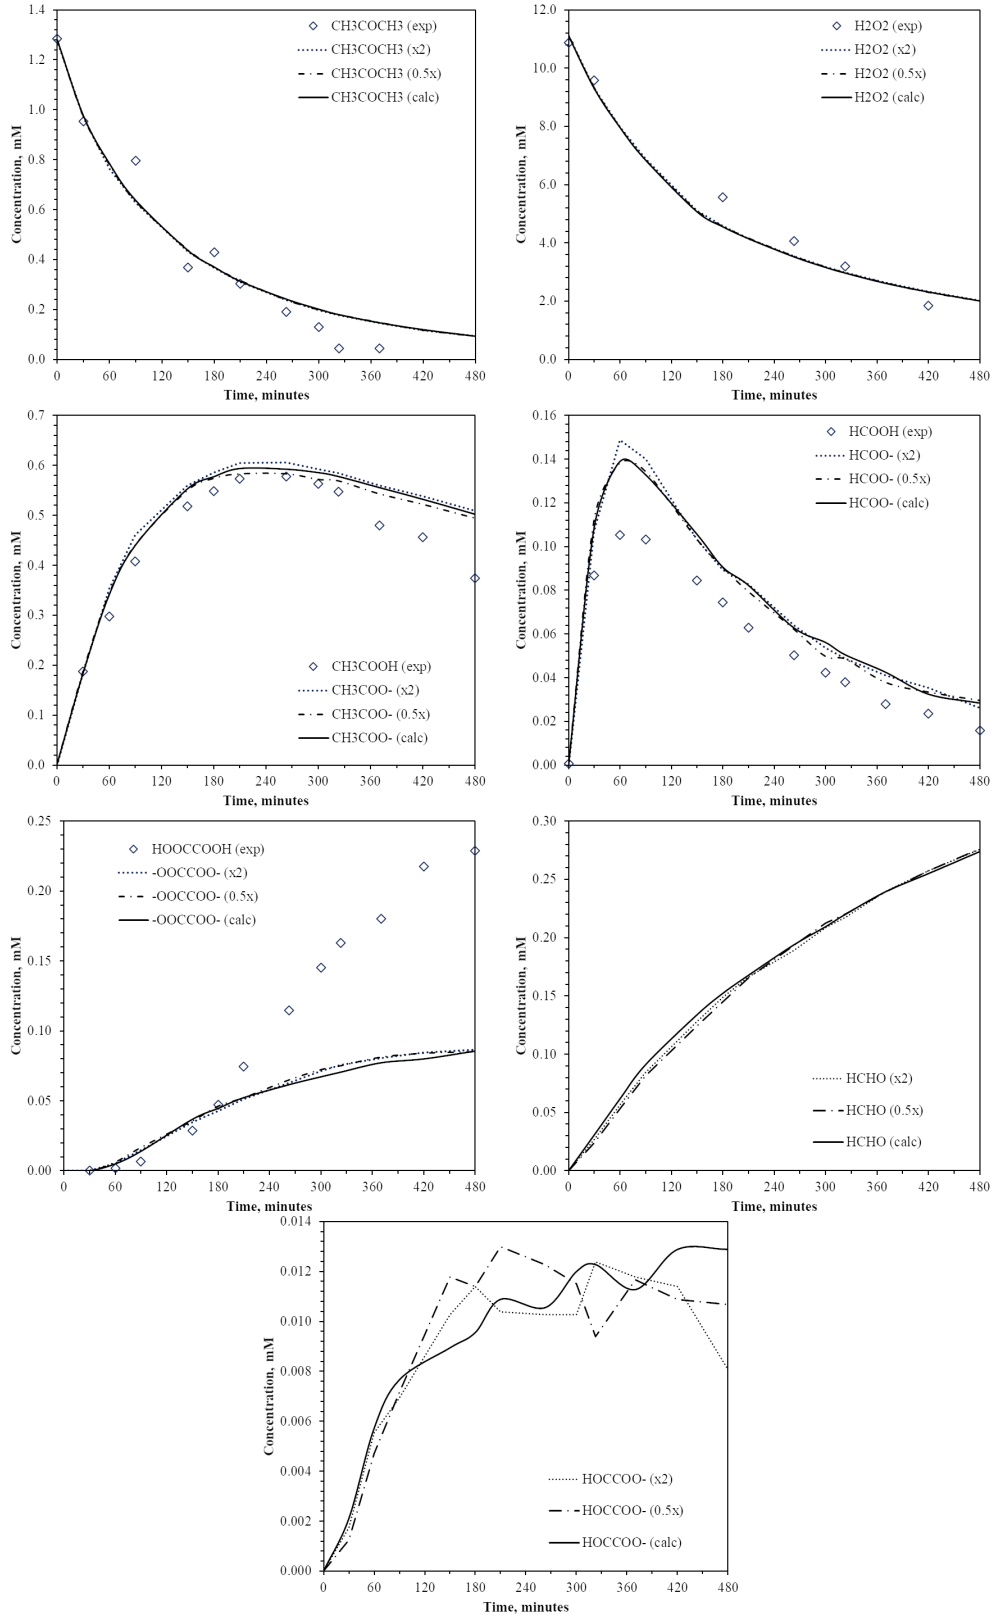 1.4
1.2
1.0
0.8
0.6
0.4
0.2
0.0
Concentration, mM
CH3COCH3 (exp)
CH3COCH3 (x2)
CH3COCH3 (0.5x)
CH3COCH3 (calc)
0 60 120 180 240 300 360 420 480
Time, minutes
12.0
10.0
8.0
6.0
4.0
2.0
0.0
Concentration, mM
H2O2 (exp)
H2O2 (x2)
H2O2 (0.5x)
H2O2 (calc)
0 60 120 180 240 300 360 420 480
Time, minutes
0.7
0.6
0.5
0.4
0.3
0.2
0.1
0.0
Concentration, mM
CH3COOH (exp)
CH3COO- (x2)
CH3COO- (0.5x)
CH3COO- (calc)
0 60 120 180 240 300 360 420 480
Time, minutes
0.16
0.14
0.12
0.10
0.08
0.06
0.04
0.02
0.00
Concentration, mM
HCOOH (exp)
HCOO- (x2)
HCOO- (0.5x)
HCOO- (calc)
0 60 120 180 240 300 360 420 480
Time, minutes
0.25
0.20
0.15
0.10
0.05
0.00
Concentration, mM
HOOCCOOH (exp)
-OOCCOO- (x2)
-OOCCOO- (0.5x)
-OOCCOO- (calc)
0 60 120 180 240 300 360 420 480
Time, minutes
0.30
0.25
0.20
0.15
0.10
0.05
0.00
Concentration, mM
HCHO (x2)
HCHO (0.5x)
HCHO (calc)
0 60 120 180 240 300 360 420 480
Time, minutes
0.014
0.012
0.010
0.008
0.006
0.004
0.002
0.000
Concentration, mM
HOCCOO- (x2)
HOCCOO- (0.5x)
HOCCOO- (calc)
0 60 120 180 240 300 360 420 480
Time, minutes